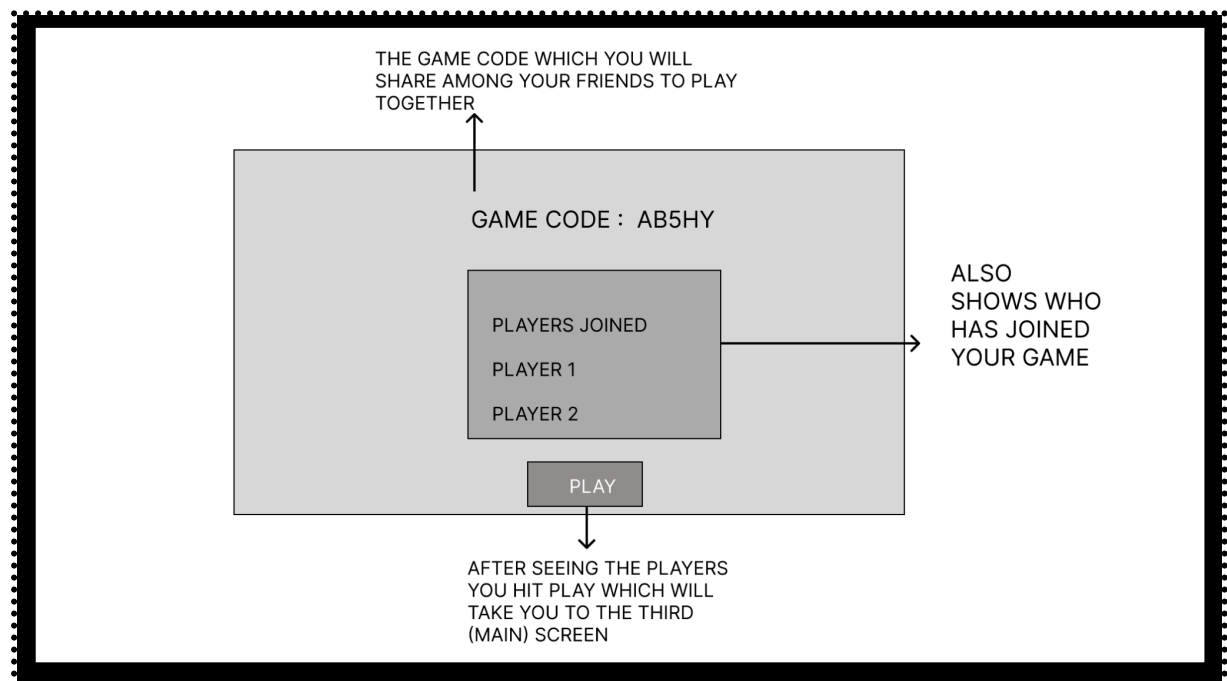 THE GAME CODE WHICH YOU WILL
SHARE AMONG YOUR FRIENDS TO PLAY
TOGETHER
GAME CODE : AB5HY
PLAYERS JOINED
PLAYER 1
PLAYER 2
ALSO
SHOWS WHO
HAS JOINED
YOUR GAME
PLAY
AFTER SEEING THE PLAYERS
YOU HIT PLAY WHICH WILL
TAKE YOU TO THE THIRD
(MAIN) SCREEN